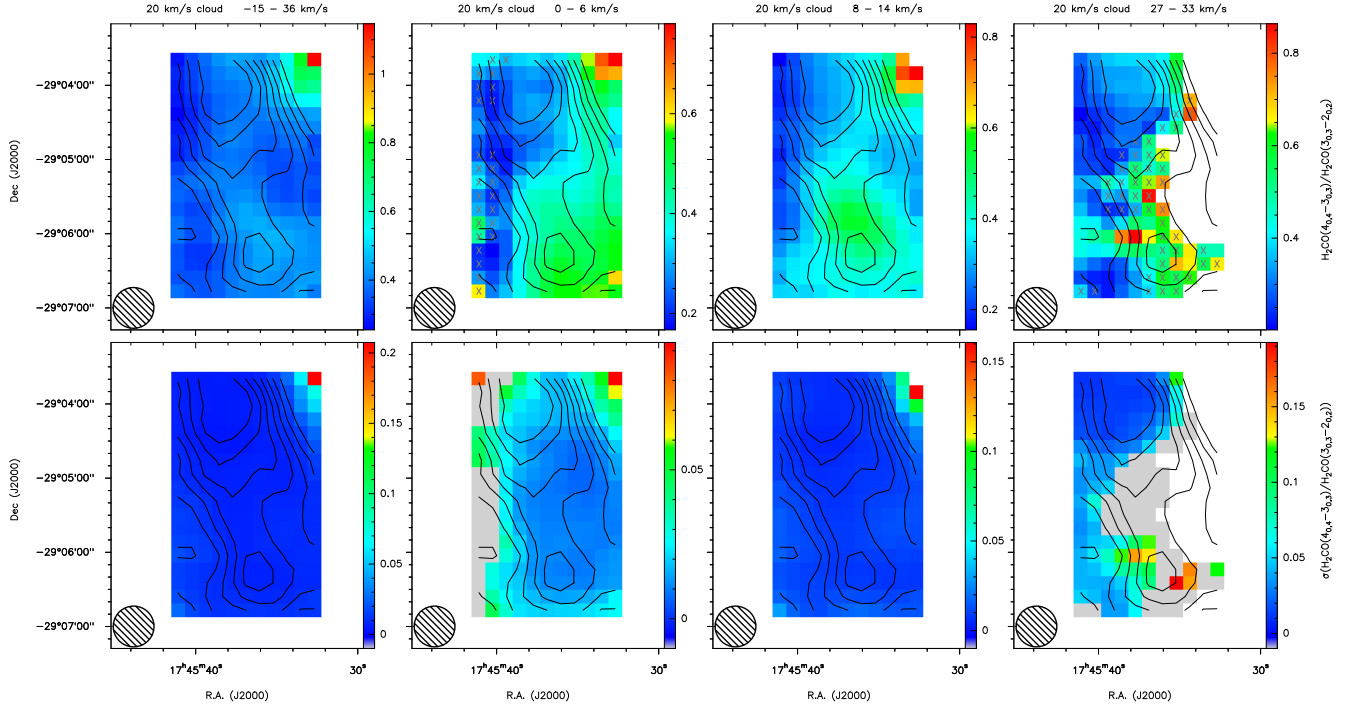 20 km/s cloud −15 − 36 km/s
20 km/s cloud 0 − 6 km/s
20 km/s cloud 8 − 14 km/s
20 km/s cloud 27 − 33 km/s
Dec (J2000)
−29°04'00"
−29°05'00"
−29°06'00"
−29°07'00"
1
0.8
0.6
0.4
0.6
0.4
0.2
0.8
0.6
0.4
0.2
0.8
0.6
0.4
H₂CO(4₀,₄−3₀,₃)/H₂CO(3₀,₃−2₀,₂)
Dec (J2000)
−29°04'00"
−29°05'00"
−29°06'00"
−29°07'00"
0.2
0.15
0.1
0.05
0
0.05
0
0.15
0.1
0.05
0
0.15
0.1
0.05
0
σ(H₂CO(4₀,₄−3₀,₃)/H₂CO(3₀,₃−2₀,₂))
17ʰ45ᵐ40ˢ 30ˢ
17ʰ45ᵐ40ˢ 30ˢ
17ʰ45ᵐ40ˢ 30ˢ
17ʰ45ᵐ40ˢ 30ˢ
R.A. (J2000)
R.A. (J2000)
R.A. (J2000)
R.A. (J2000)